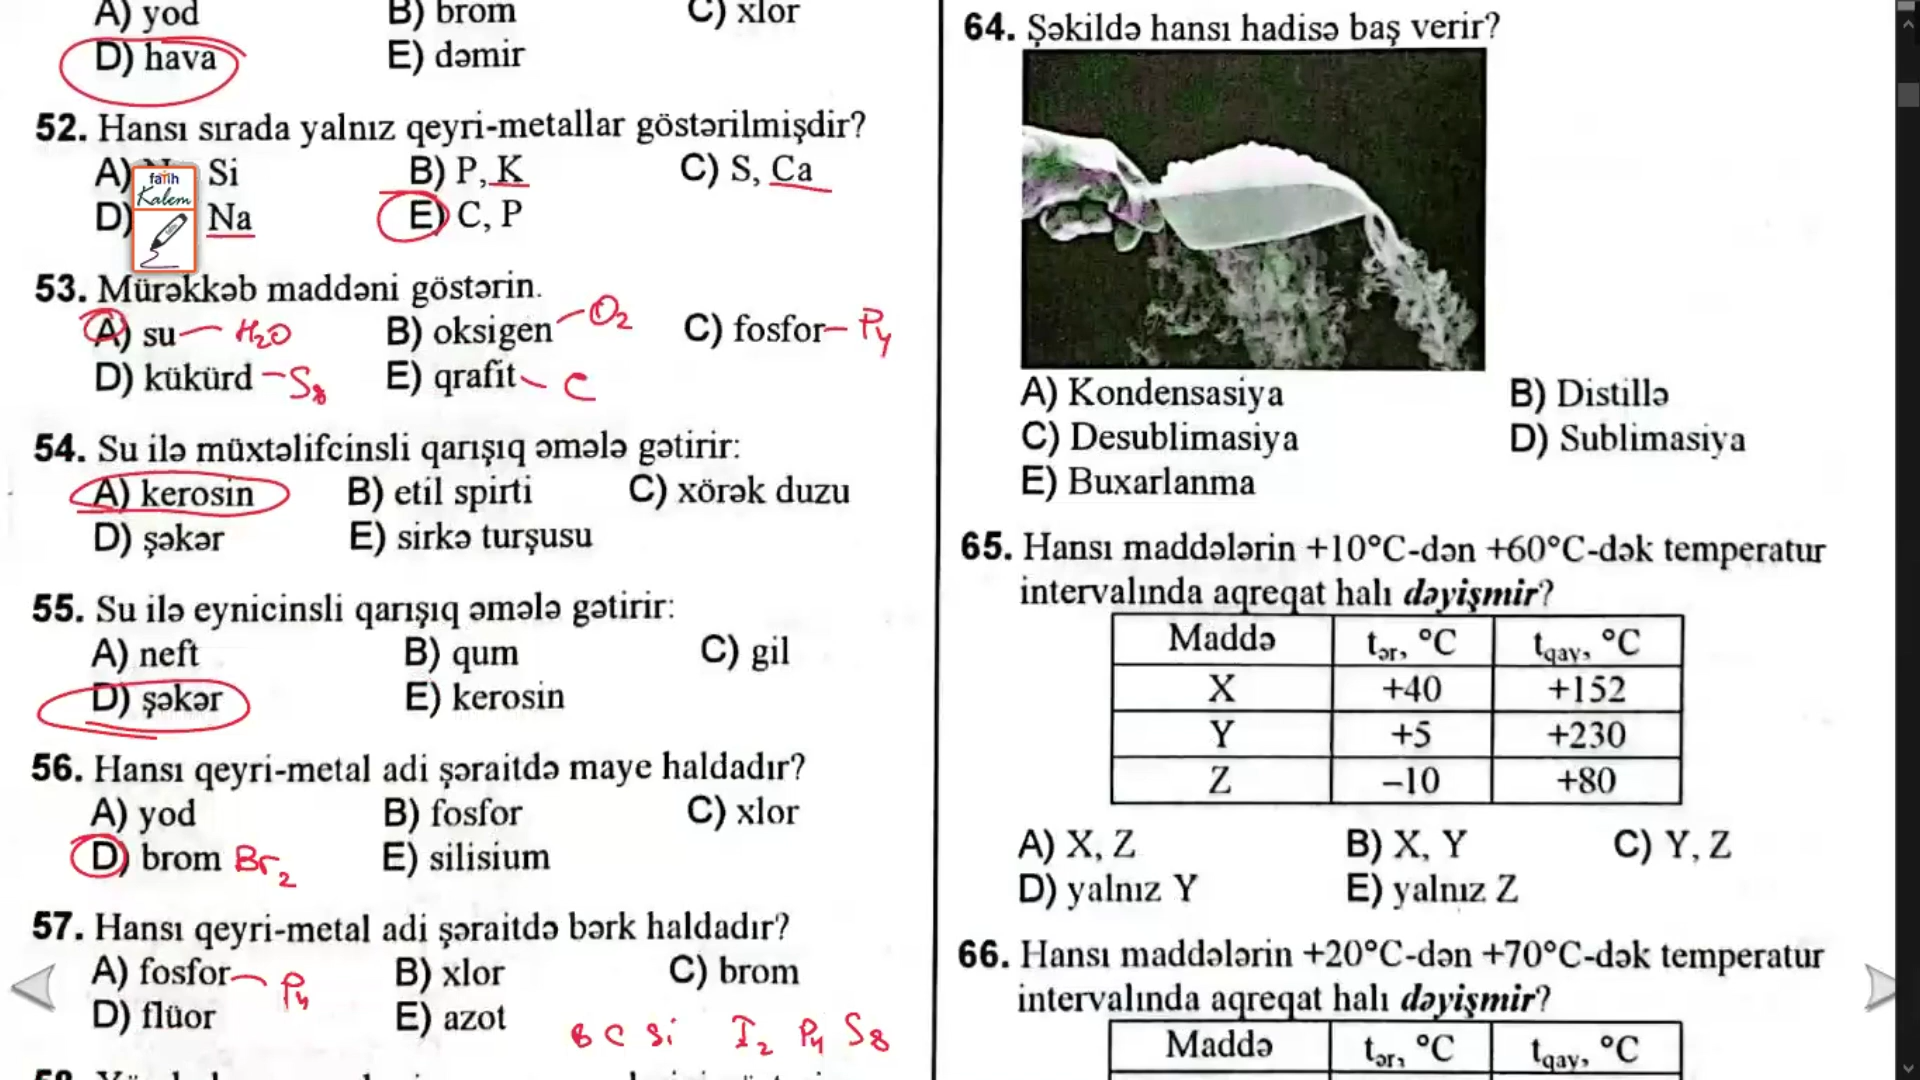 A) yod B) brom C) xlor
D) hava E) dəmir
52. Hansı sırada yalnız qeyri-metallar göstərilmişdir?
A) Si B) P, K C) S, Ca
D) Na E) C, P
fatih
Kalem
53. Mürəkkəb maddəni göstərin.
A) su – H2O B) oksigen – O2 C) fosfor – P4
D) kükürd – S8 E) qrafit – C
54. Su ilə müxtəlifcinsli qarışıq əmələ gətirir:
A) kerosin B) etil spirti C) xörək duzu
D) şəkər E) sirkə turşusu
55. Su ilə eynicinsli qarışıq əmələ gətirir:
A) neft B) qum C) gil
D) şəkər E) kerosin
56. Hansı qeyri-metal adi şəraitdə maye haldadır?
A) yod B) fosfor C) xlor
D) brom Br2 E) silisium
57. Hansı qeyri-metal adi şəraitdə bərk haldadır?
A) fosfor – P4 B) xlor C) brom
D) flüor E) azot
B C Si I2 P4 S8
64. Şəkildə hansı hadisə baş verir?
A) Kondensasiya B) Distillə
C) Desublimasiya D) Sublimasiya
E) Buxarlanma
65. Hansı maddələrin +10°C-dən +60°C-dək temperatur
intervalında aqreqat halı dəyişmir?
Maddə tər, °C tqay, °C
X +40 +152
Y +5 +230
Z –10 +80
A) X, Z B) X, Y C) Y, Z
D) yalnız Y E) yalnız Z
66. Hansı maddələrin +20°C-dən +70°C-dək temperatur
intervalında aqreqat halı dəyişmir?
Maddə tər, °C tqay, °C